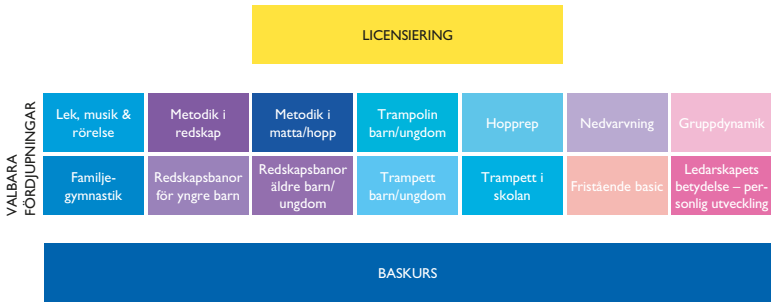 LICENSIERING
VALBARA
FÖRDJUPNINGAR
Lek, musik &
rörelse
Metodik i
redskap
Metodik i
matta/hopp
Trampolin
barn/ungdom
Hopprep
Nedvarvning
Gruppdynamik
Familje-
gymnastik
Redskapsbanor
för yngre barn
Redskapsbanor
äldre barn/
ungdom
Trampett
barn/ungdom
Trampett i
skolan
Fristående basic
Ledarskapets
betydelse – per-
sonlig utveckling
BASKURS